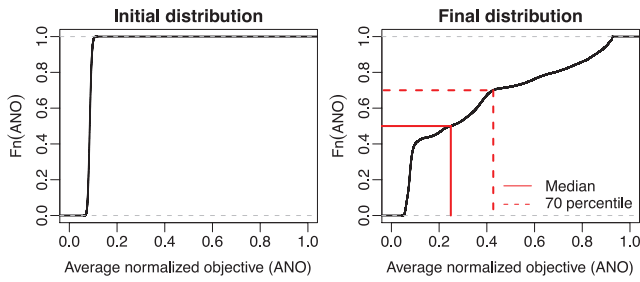 Initial distribution
Fn(ANO)
1.0
0.8
0.6
0.4
0.2
0.0
0.0 0.2 0.4 0.6 0.8 1.0
Average normalized objective (ANO)
Final distribution
Fn(ANO)
1.0
0.8
0.6
0.4
0.2
0.0
Median
70 percentile
0.0 0.2 0.4 0.6 0.8 1.0
Average normalized objective (ANO)